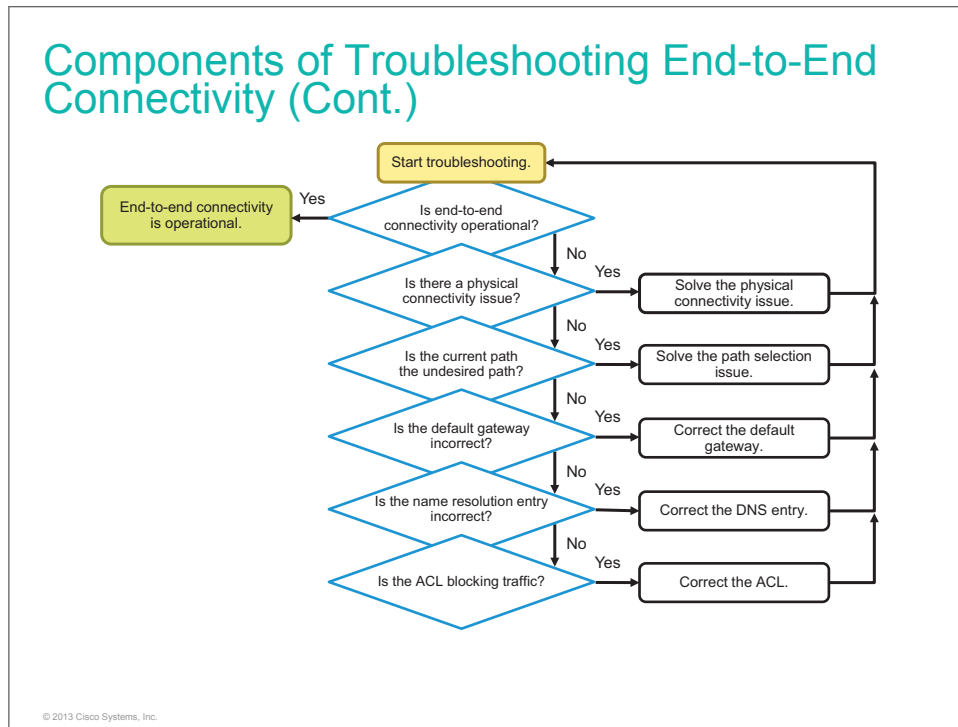 Components of Troubleshooting End-to-End
Connectivity (Cont.)
Start troubleshooting.
End-to-end connectivity
is operational.
Yes
Is end-to-end
connectivity operational?
No
Is there a physical
connectivity issue?
Yes
Solve the physical
connectivity issue.
No
Is the current path
the undesired path?
Yes
Solve the path selection
issue.
No
Is the default gateway
incorrect?
Yes
Correct the default
gateway.
No
Is the name resolution entry
incorrect?
Yes
Correct the DNS entry.
No
Is the ACL blocking traffic?
Yes
Correct the ACL.
© 2013 Cisco Systems, Inc.